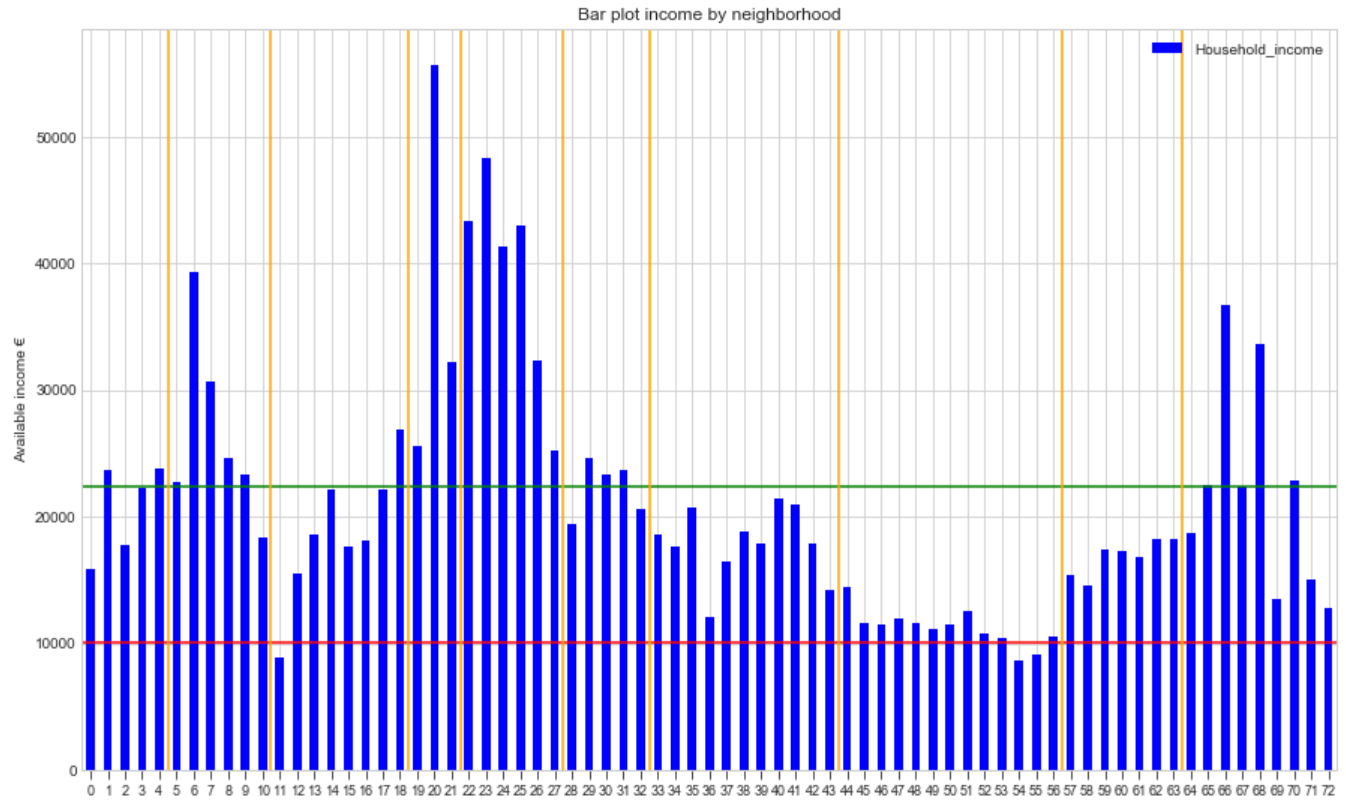 Bar plot income by neighborhood
Household_income
Available income €
50000
40000
30000
20000
10000
0
0 1 2 3 4 5 6 7 8 9 10 11 12 13 14 15 16 17 18 19 20 21 22 23 24 25 26 27 28 29 30 31 32 33 34 35 36 37 38 39 40 41 42 43 44 45 46 47 48 49 50 51 52 53 54 55 56 57 58 59 60 61 62 63 64 65 66 67 68 69 70 71 72